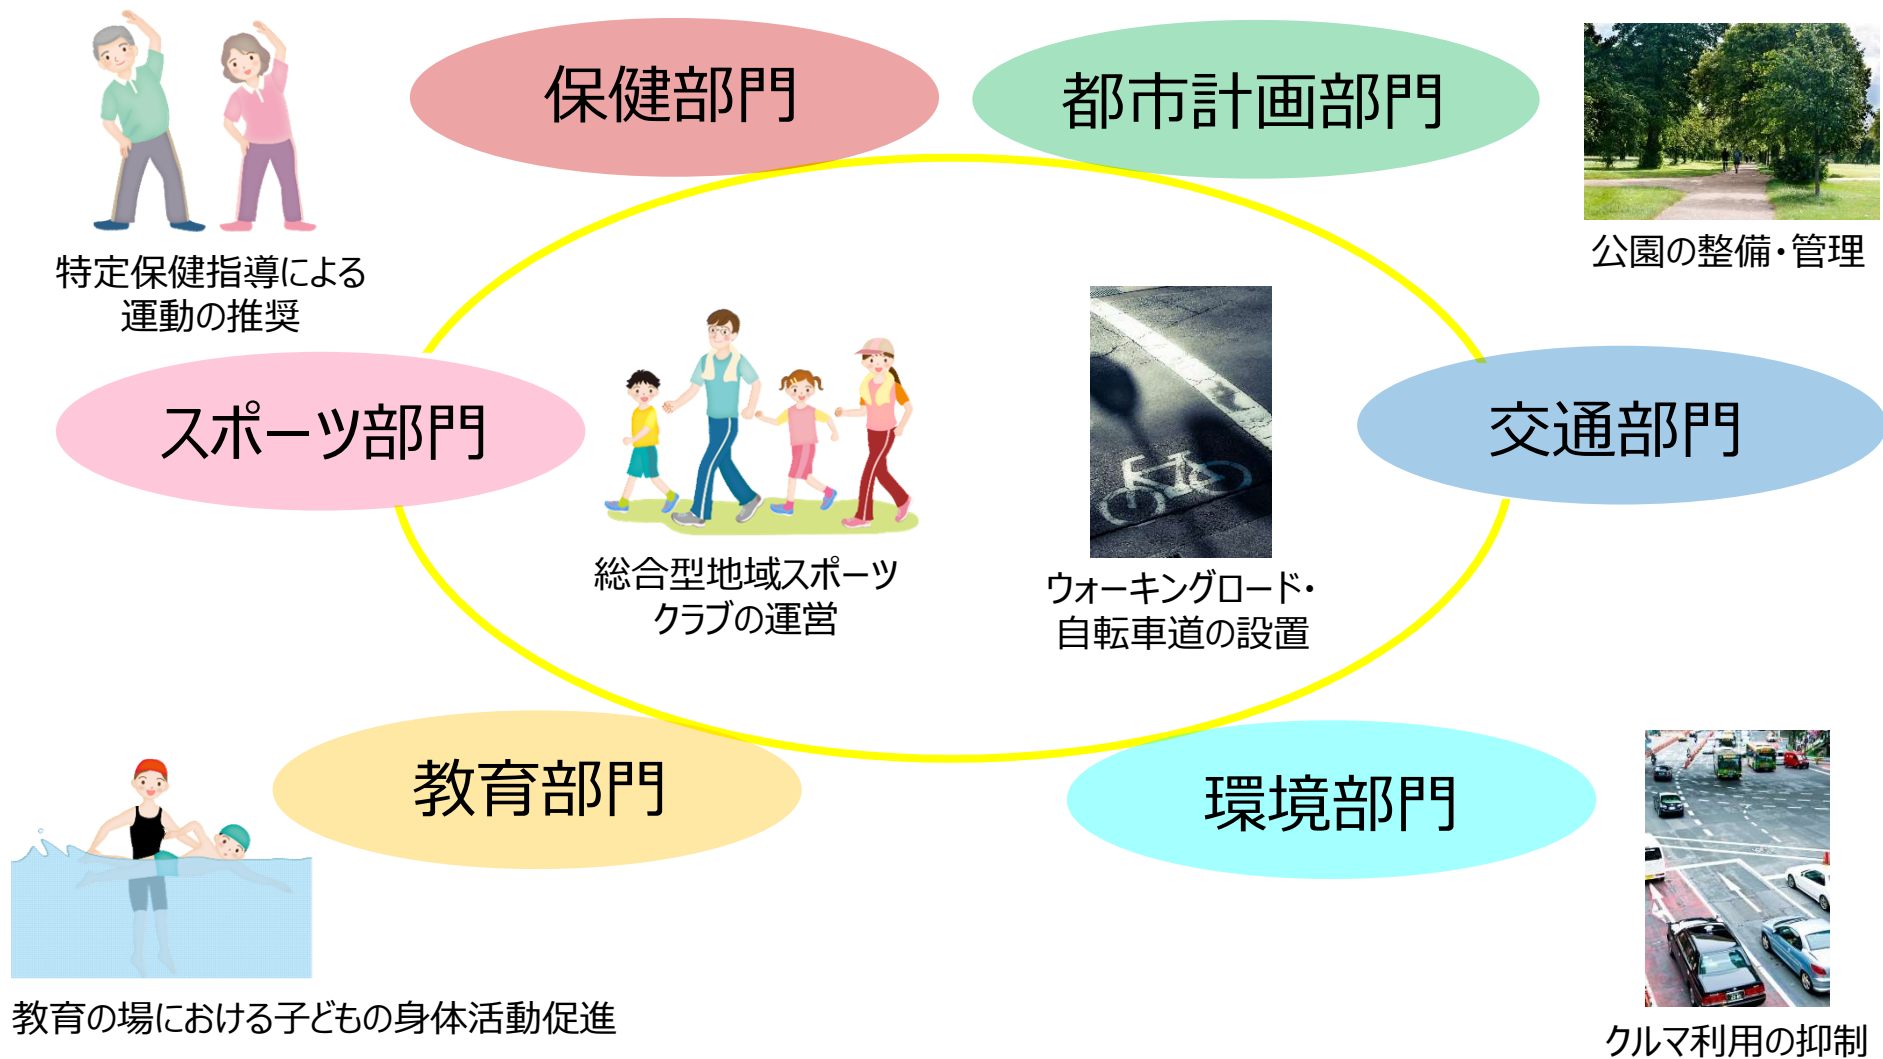 保健部門
都市計画部門
特定保健指導による
運動の推奨
公園の整備・管理
スポーツ部門
交通部門
総合型地域スポーツ
クラブの運営
ウォーキングロード・
自転車道の設置
教育部門
環境部門
教育の場における子どもの身体活動促進
クルマ利用の抑制